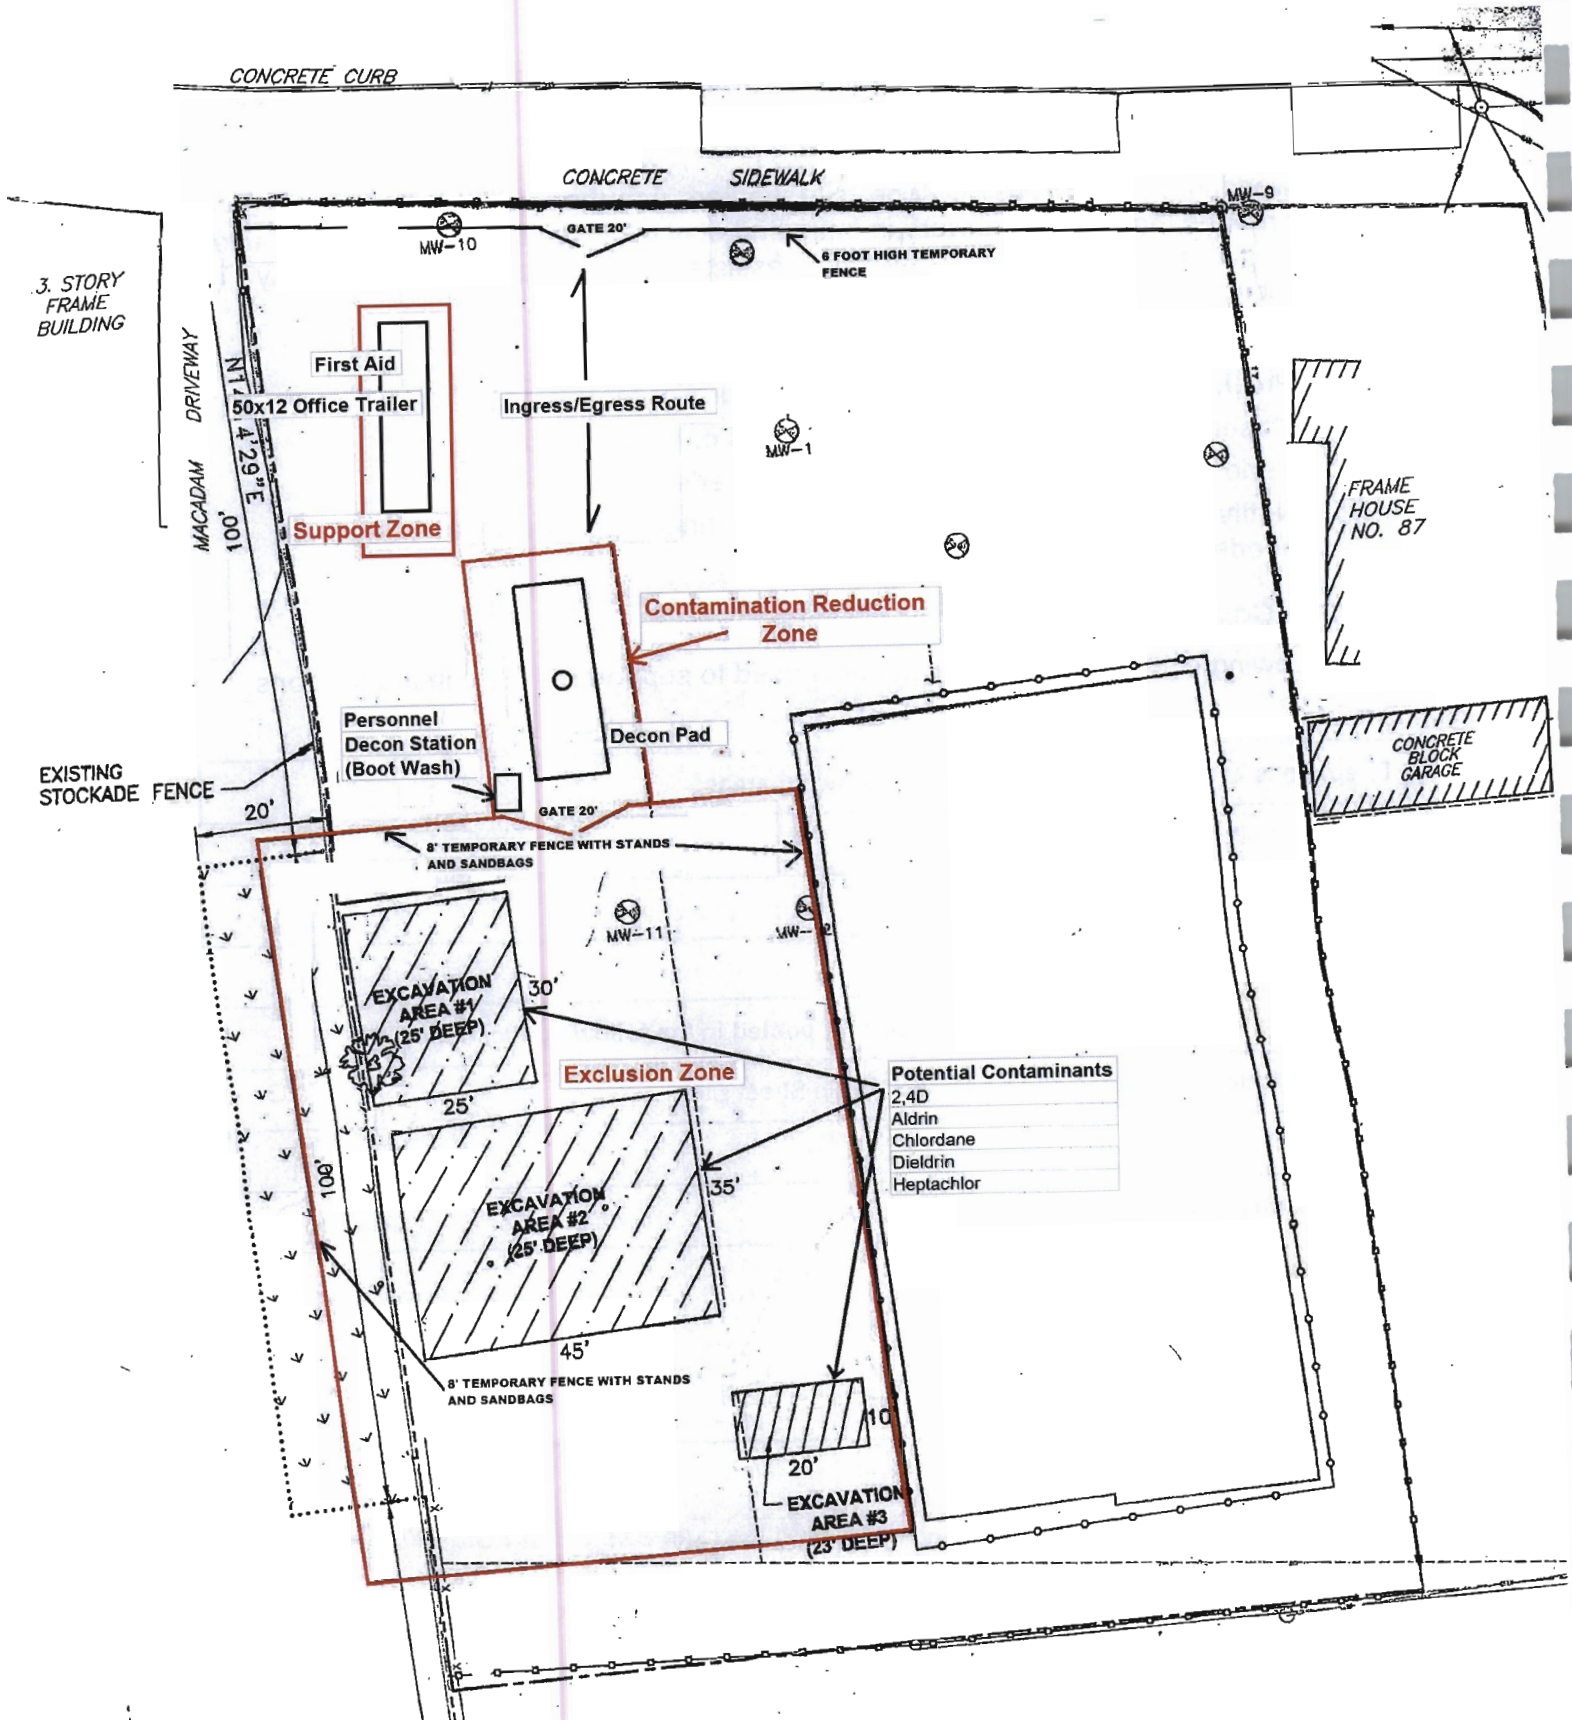 CONCRETE CURB
CONCRETE SIDEWALK
MW-9
MW-10
GATE 20'
6 FOOT HIGH TEMPORARY
FENCE
3. STORY
FRAME
BUILDING
MACADAM DRIVEWAY
4'29"E
100'
First Aid
50x12 Office Trailer
Support Zone
Ingress/Egress Route
MW-1
FRAME
HOUSE
NO. 87
Contamination Reduction
Zone
Personnel
Decon Station
(Boot Wash)
Decon Pad
CONCRETE
BLOCK
GARAGE
EXISTING
STOCKADE FENCE
20'
GATE 20'
8' TEMPORARY FENCE WITH STANDS
AND SANDBAGS
MW-11
MW-
EXCAVATION
AREA #1
(25' DEEP)
30'
25'
Exclusion Zone
Potential Contaminants
2,4D
Aldrin
Chlordane
Dieldrin
Heptachlor
100'
EXCAVATION
AREA #2
(25' DEEP)
35'
45'
8' TEMPORARY FENCE WITH STANDS
AND SANDBAGS
10
20'
EXCAVATION
AREA #3
(23' DEEP)